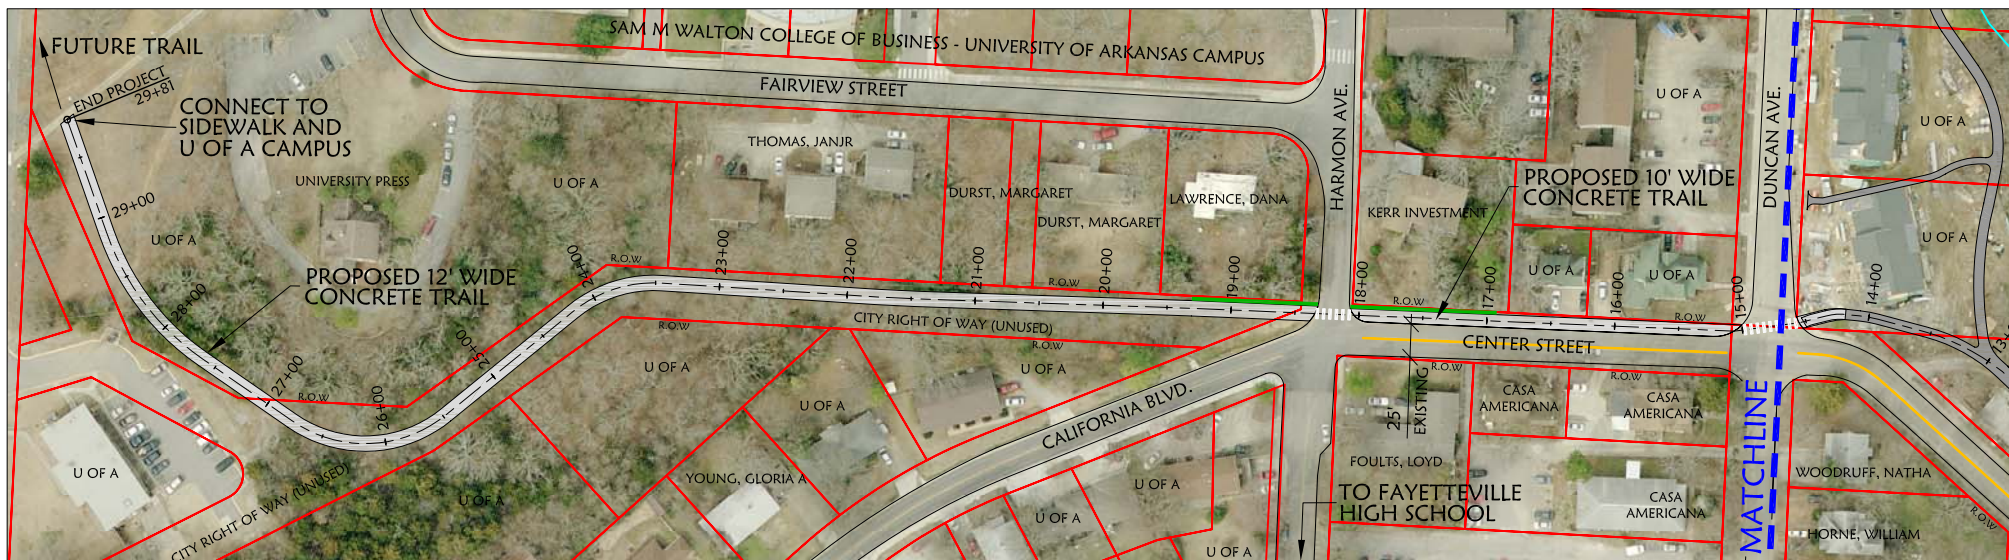 FUTURE TRAIL
END PROJECT
29+81
CONNECT TO
SIDEWALK AND
U OF A CAMPUS
SAM M WALTON COLLEGE OF BUSINESS - UNIVERSITY OF ARKANSAS CAMPUS
FAIRVIEW STREET
HARMON AVE.
DUNCAN AVE.
U OF A
U OF A
THOMAS, JANJR
UNIVERSITY PRESS
U OF A
DURST, MARGARET
DURST, MARGARET
LAWRENCE, DANA
KERR INVESTMENT
PROPOSED 10' WIDE
CONCRETE TRAIL
29+00
U OF A
U OF A
PROPOSED 12' WIDE
CONCRETE TRAIL
28+00
27+00
26+00
25+00
24+00
R.O.W
23+00
22+00
21+00
R.O.W
20+00
19+00
18+00
R.O.W
17+00
U OF A
16+00
U OF A
R.O.W
15+00
14+00
13+
CITY RIGHT OF WAY (UNUSED)
R.O.W
R.O.W
R.O.W
U OF A
U OF A
U OF A
CENTER STREET
R.O.W
R.O.W
25'
EXISTING
CASA
AMERICANA
CASA
AMERICANA
CALIFORNIA BLVD.
MATCHLINE
U OF A
CITY RIGHT OF WAY (UNUSED)
U OF A
YOUNG, GLORIA A
U OF A
U OF A
U OF A
FOULTS, LOYD
TO FAYETTEVILLE
HIGH SCHOOL
CASA
AMERICANA
WOODRUFF, NATHA
HORNE, WILLIAM
R.O.W